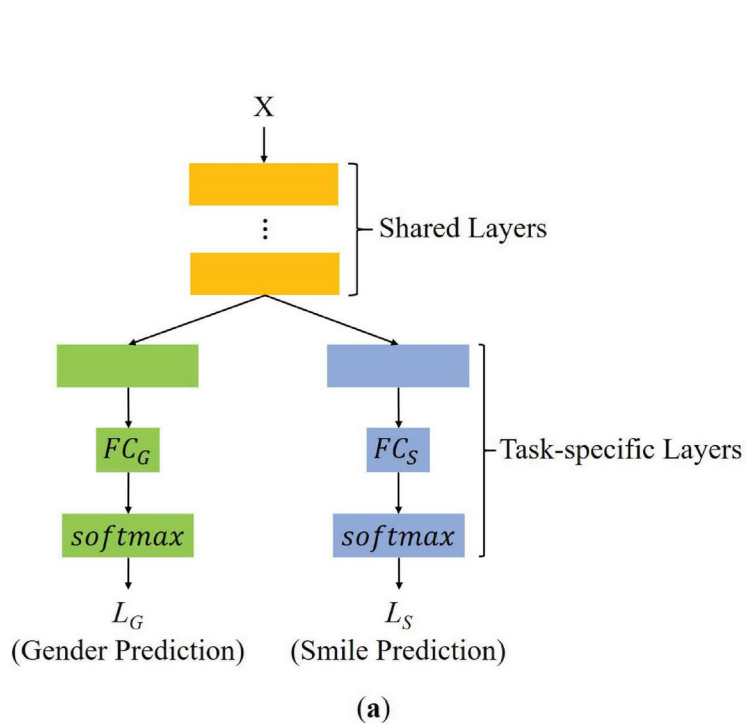 X
⋮
Shared Layers
FC_G
FC_S
Task-specific Layers
softmax
softmax
L_G
(Gender Prediction)
L_S
(Smile Prediction)
(a)